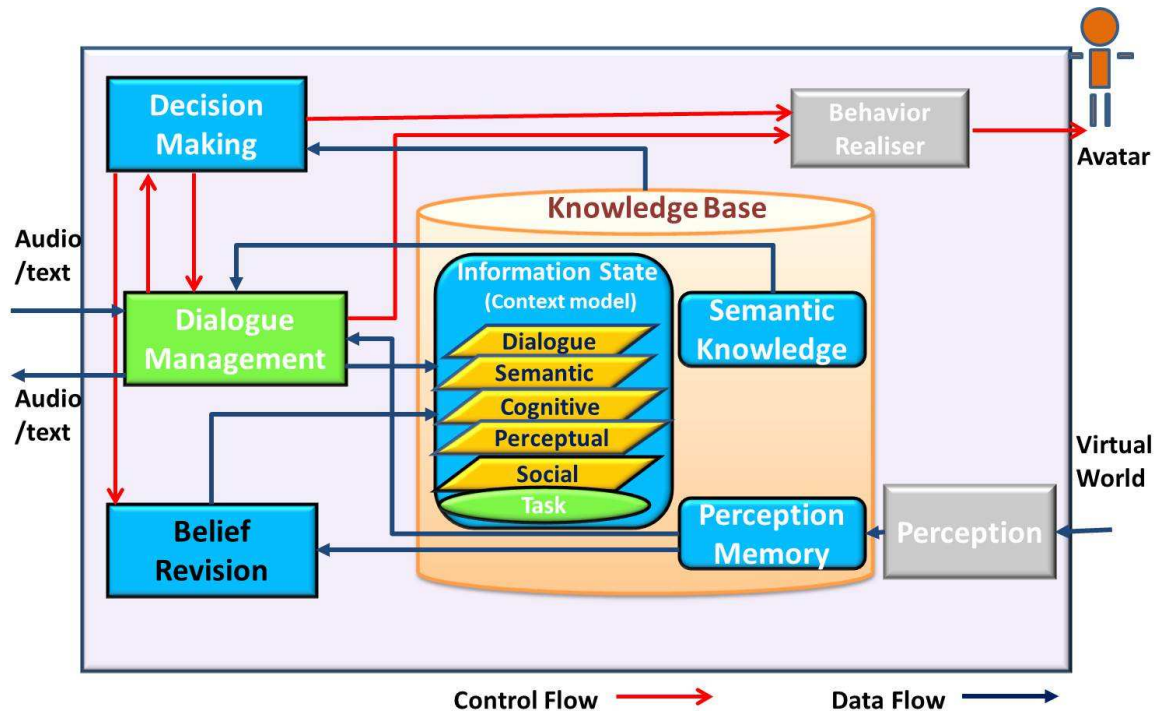 Decision
Making
Behavior
Realiser
Avatar
Knowledge Base
Audio
/text
Information State
(Context model)
Semantic
Knowledge
Dialogue
Management
Dialogue
Semantic
Cognitive
Perceptual
Social
Task
Audio
/text
Virtual
World
Belief
Revision
Perception
Memory
Perception
Control Flow
Data Flow